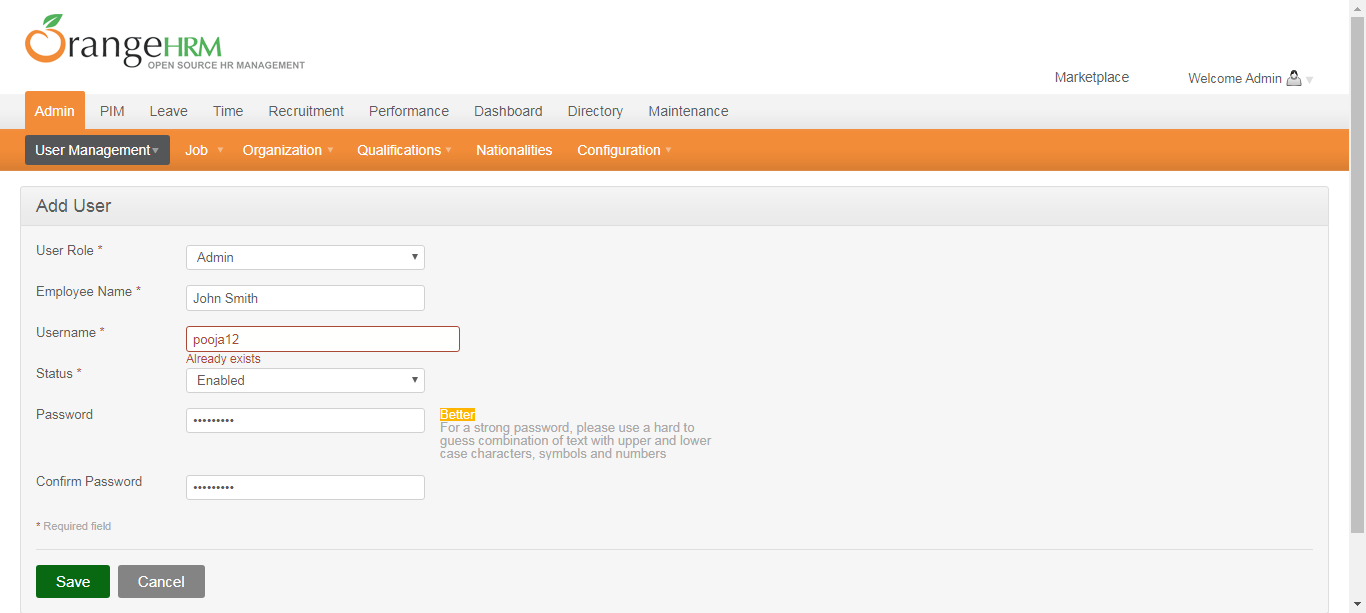 OrangeHRM
OPEN SOURCE HR MANAGEMENT
Marketplace
Welcome Admin
Admin PIM Leave Time Recruitment Performance Dashboard Directory Maintenance
User Management Job Organization Qualifications Nationalities Configuration
Add User
User Role * Admin
Employee Name * John Smith
Username * pooja12
Already exists
Status * Enabled
Password ••••••••• Better
For a strong password, please use a hard to
guess combination of text with upper and lower
case characters, symbols and numbers
Confirm Password •••••••••
* Required field
Save Cancel